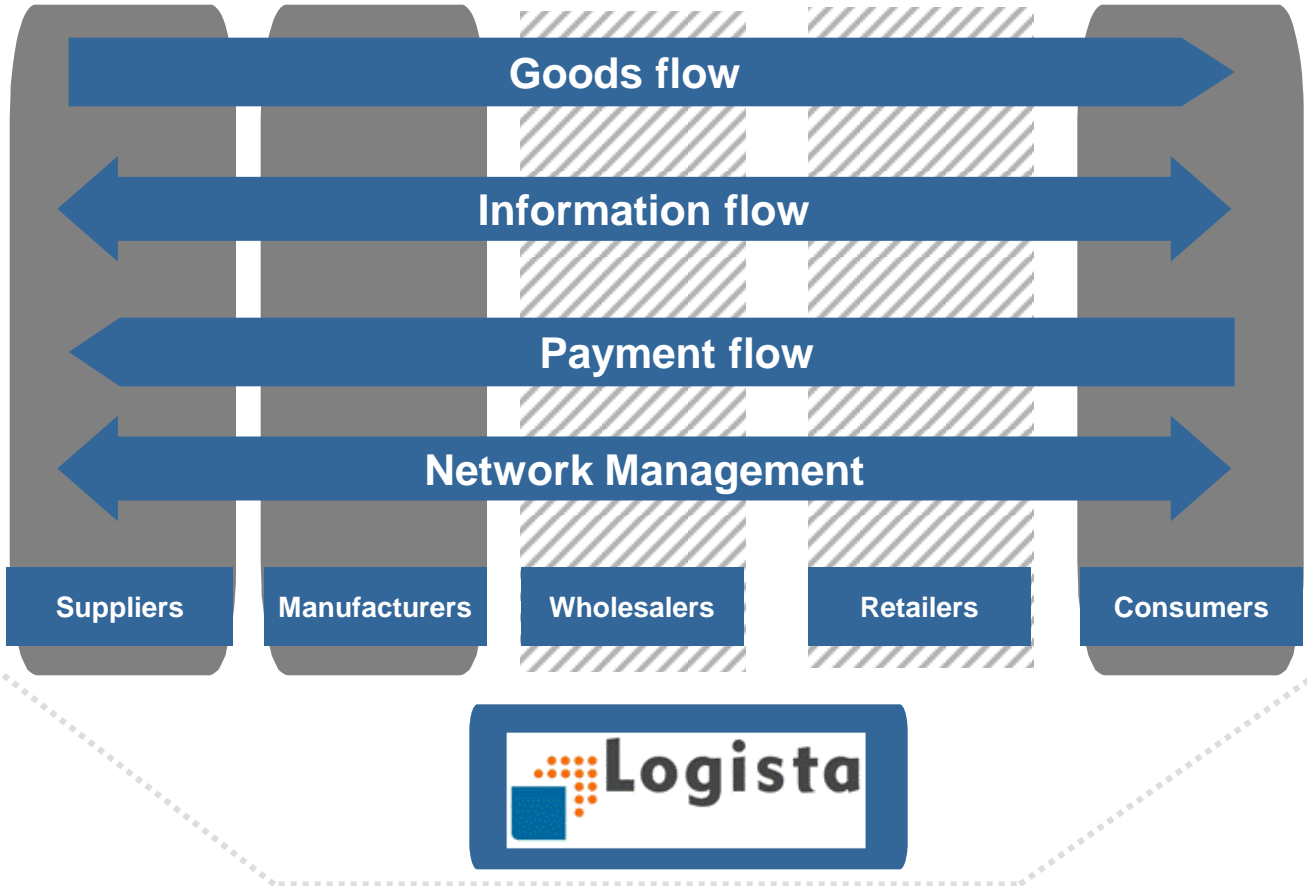 Goods flow
Information flow
Payment flow
Network Management
Suppliers
Manufacturers
Wholesalers
Retailers
Consumers
Logista